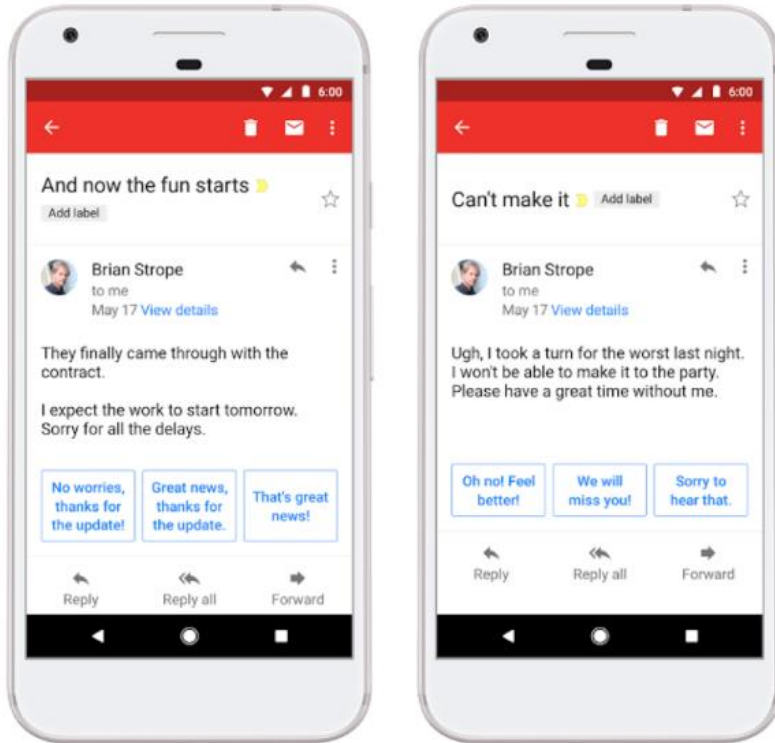 6:00
And now the fun starts
Add label
Brian Strope
to me
May 17 View details
They finally came through with the
contract.
I expect the work to start tomorrow.
Sorry for all the delays.
No worries,
thanks for
the update!
Great news,
thanks for
the update.
That's great
news!
Reply
Reply all
Forward
6:00
Can't make it
Add label
Brian Strope
to me
May 17 View details
Ugh, I took a turn for the worst last night.
I won't be able to make it to the party.
Please have a great time without me.
Oh no! Feel
better!
We will
miss you!
Sorry to
hear that.
Reply
Reply all
Forward